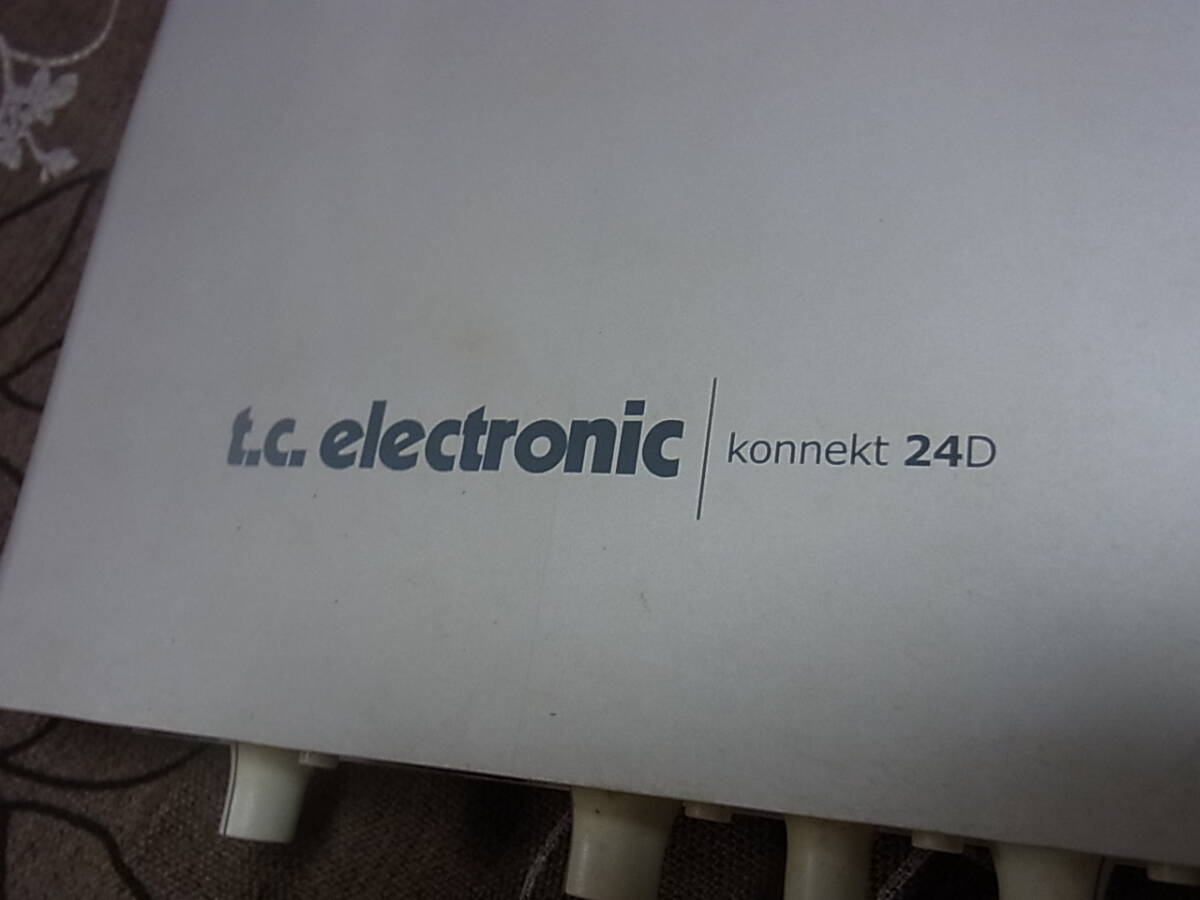 t.c. electronic | konnekt 24D